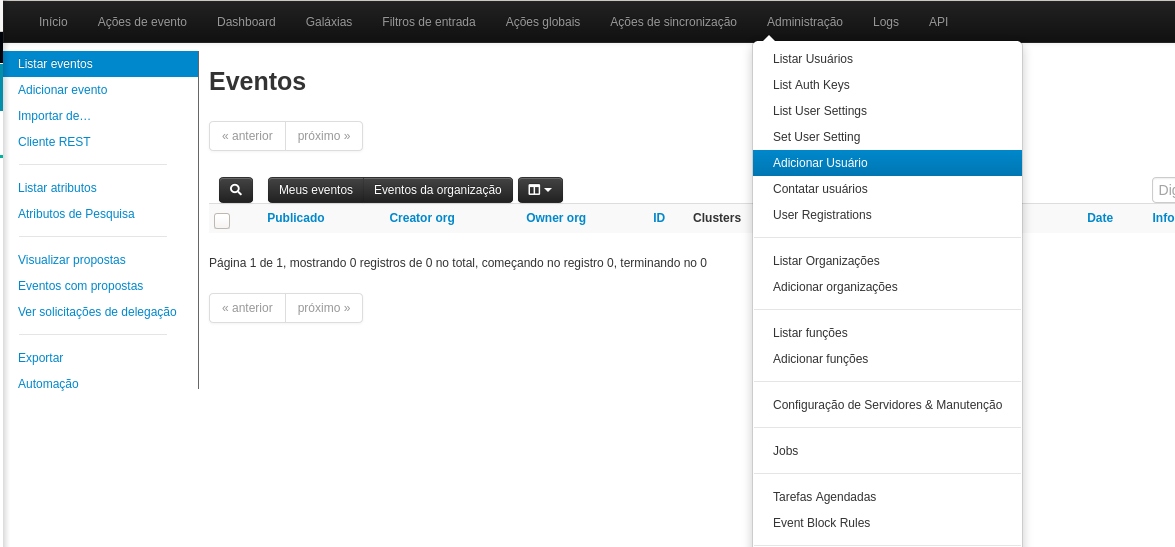 Início Ações de evento Dashboard Galáxias Filtros de entrada Ações globais Ações de sincronização Administração Logs API
Listar eventos
Adicionar evento
Importar de…
Cliente REST
Listar atributos
Atributos de Pesquisa
Visualizar propostas
Eventos com propostas
Ver solicitações de delegação
Exportar
Automação
Eventos
« anterior próximo »
Meus eventos Eventos da organização
Publicado Creator org Owner org ID Clusters Date Info
Página 1 de 1, mostrando 0 registros de 0 no total, começando no registro 0, terminando no 0
« anterior próximo »
Listar Usuários
List Auth Keys
List User Settings
Set User Setting
Adicionar Usuário
Contatar usuários
User Registrations
Listar Organizações
Adicionar organizações
Listar funções
Adicionar funções
Configuração de Servidores & Manutenção
Jobs
Tarefas Agendadas
Event Block Rules